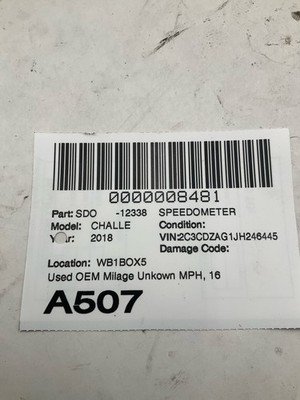 0000008481
Part: SDO -12338 SPEEDOMETER
Model: CHALLE Condition:
Year: 2018 VIN:2C3CDZAG1JH246445
Damage Code:
Location: WB1BOX5
Used OEM Milage Unkown MPH, 16
A507